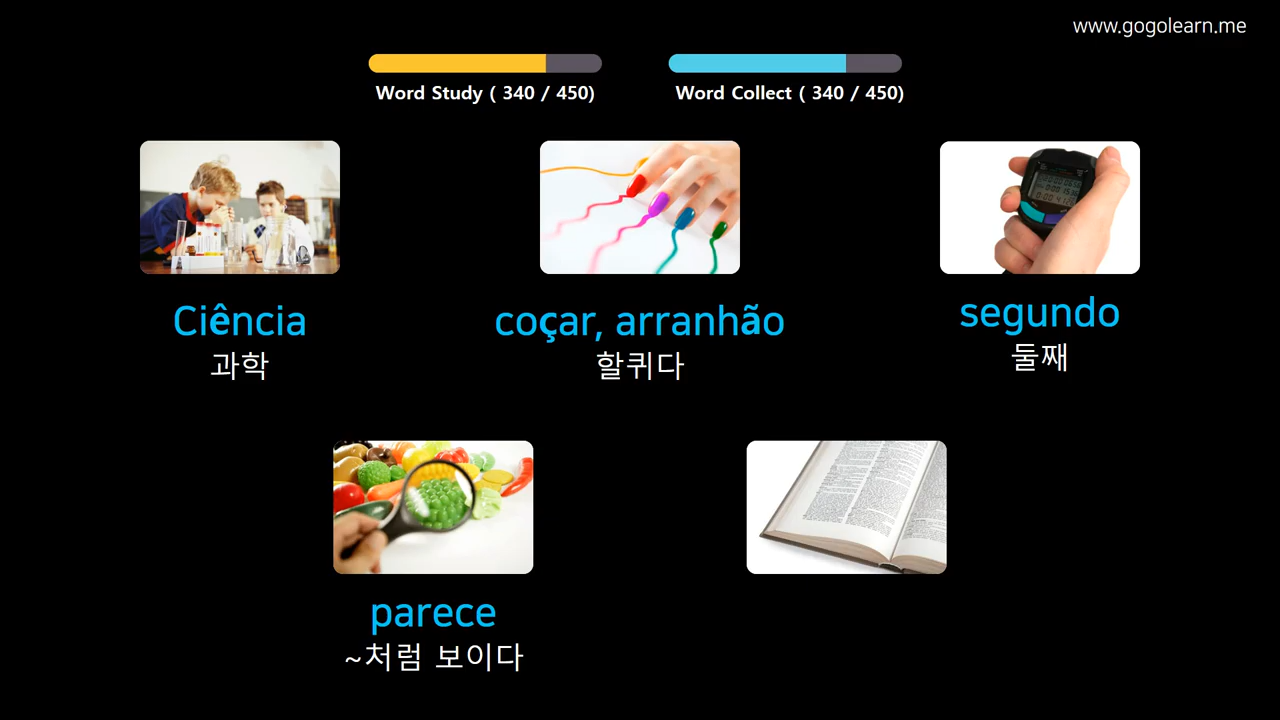 www.gogolearn.me
Word Study ( 340 / 450)
Word Collect ( 340 / 450)
Ciência
과학
coçar, arranhão
할퀴다
segundo
둘째
parece
~처럼 보이다